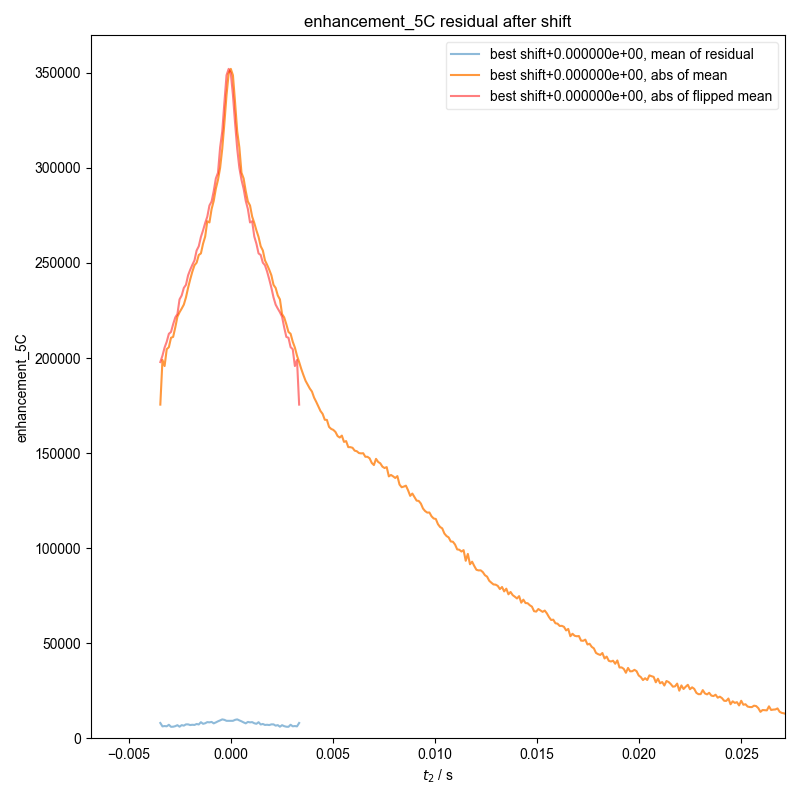 enhancement_5C residual after shift
best shift+0.000000e+00, mean of residual
best shift+0.000000e+00, abs of mean
best shift+0.000000e+00, abs of flipped mean
350000
300000
250000
200000
150000
100000
50000
0
enhancement_5C
−0.005 0.000 0.005 0.010 0.015 0.020 0.025
t₂ / s